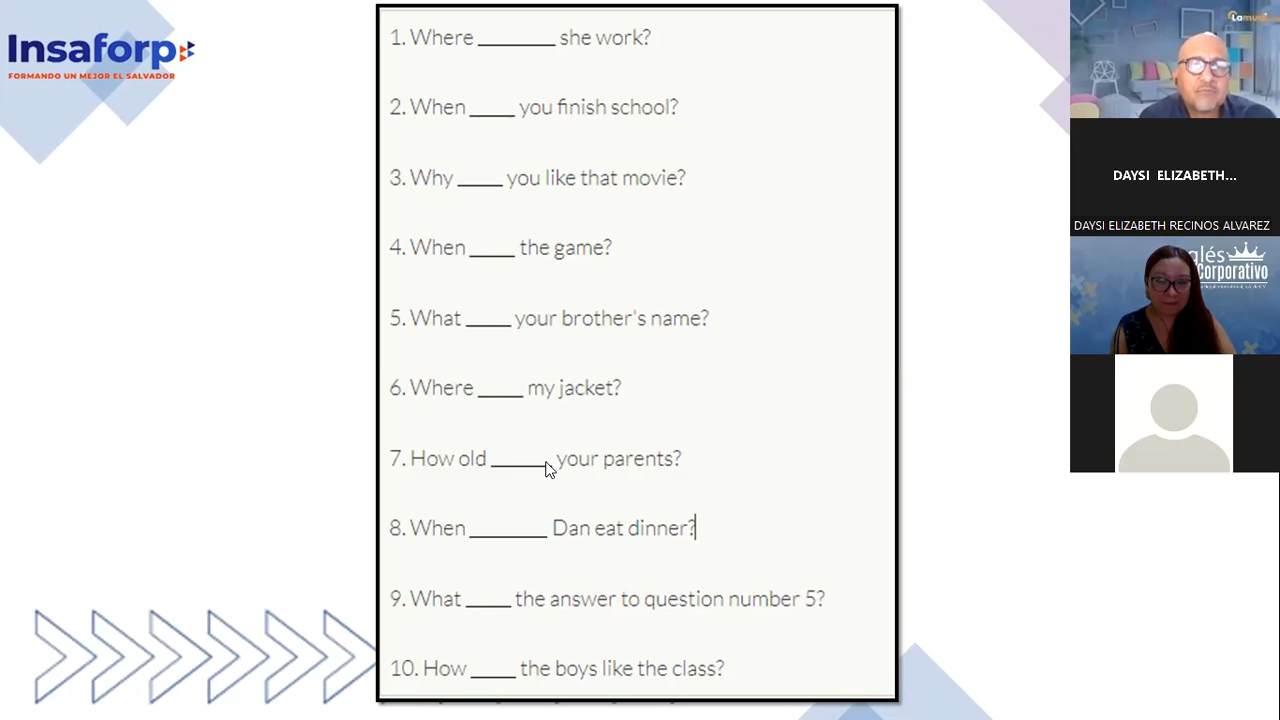 Insaforp
FORMANDO UN MEJOR EL SALVADOR
1. Where ________ she work?
2. When _____ you finish school?
3. Why _____ you like that movie?
4. When _____ the game?
5. What _____ your brother's name?
6. Where _____ my jacket?
7. How old ______ your parents?
8. When ________ Dan eat dinner?
9. What _____ the answer to question number 5?
10. How _____ the boys like the class?
DAYSI ELIZABETH...
DAYSI ELIZABETH RECINOS ALVAREZ
glés
corporativo